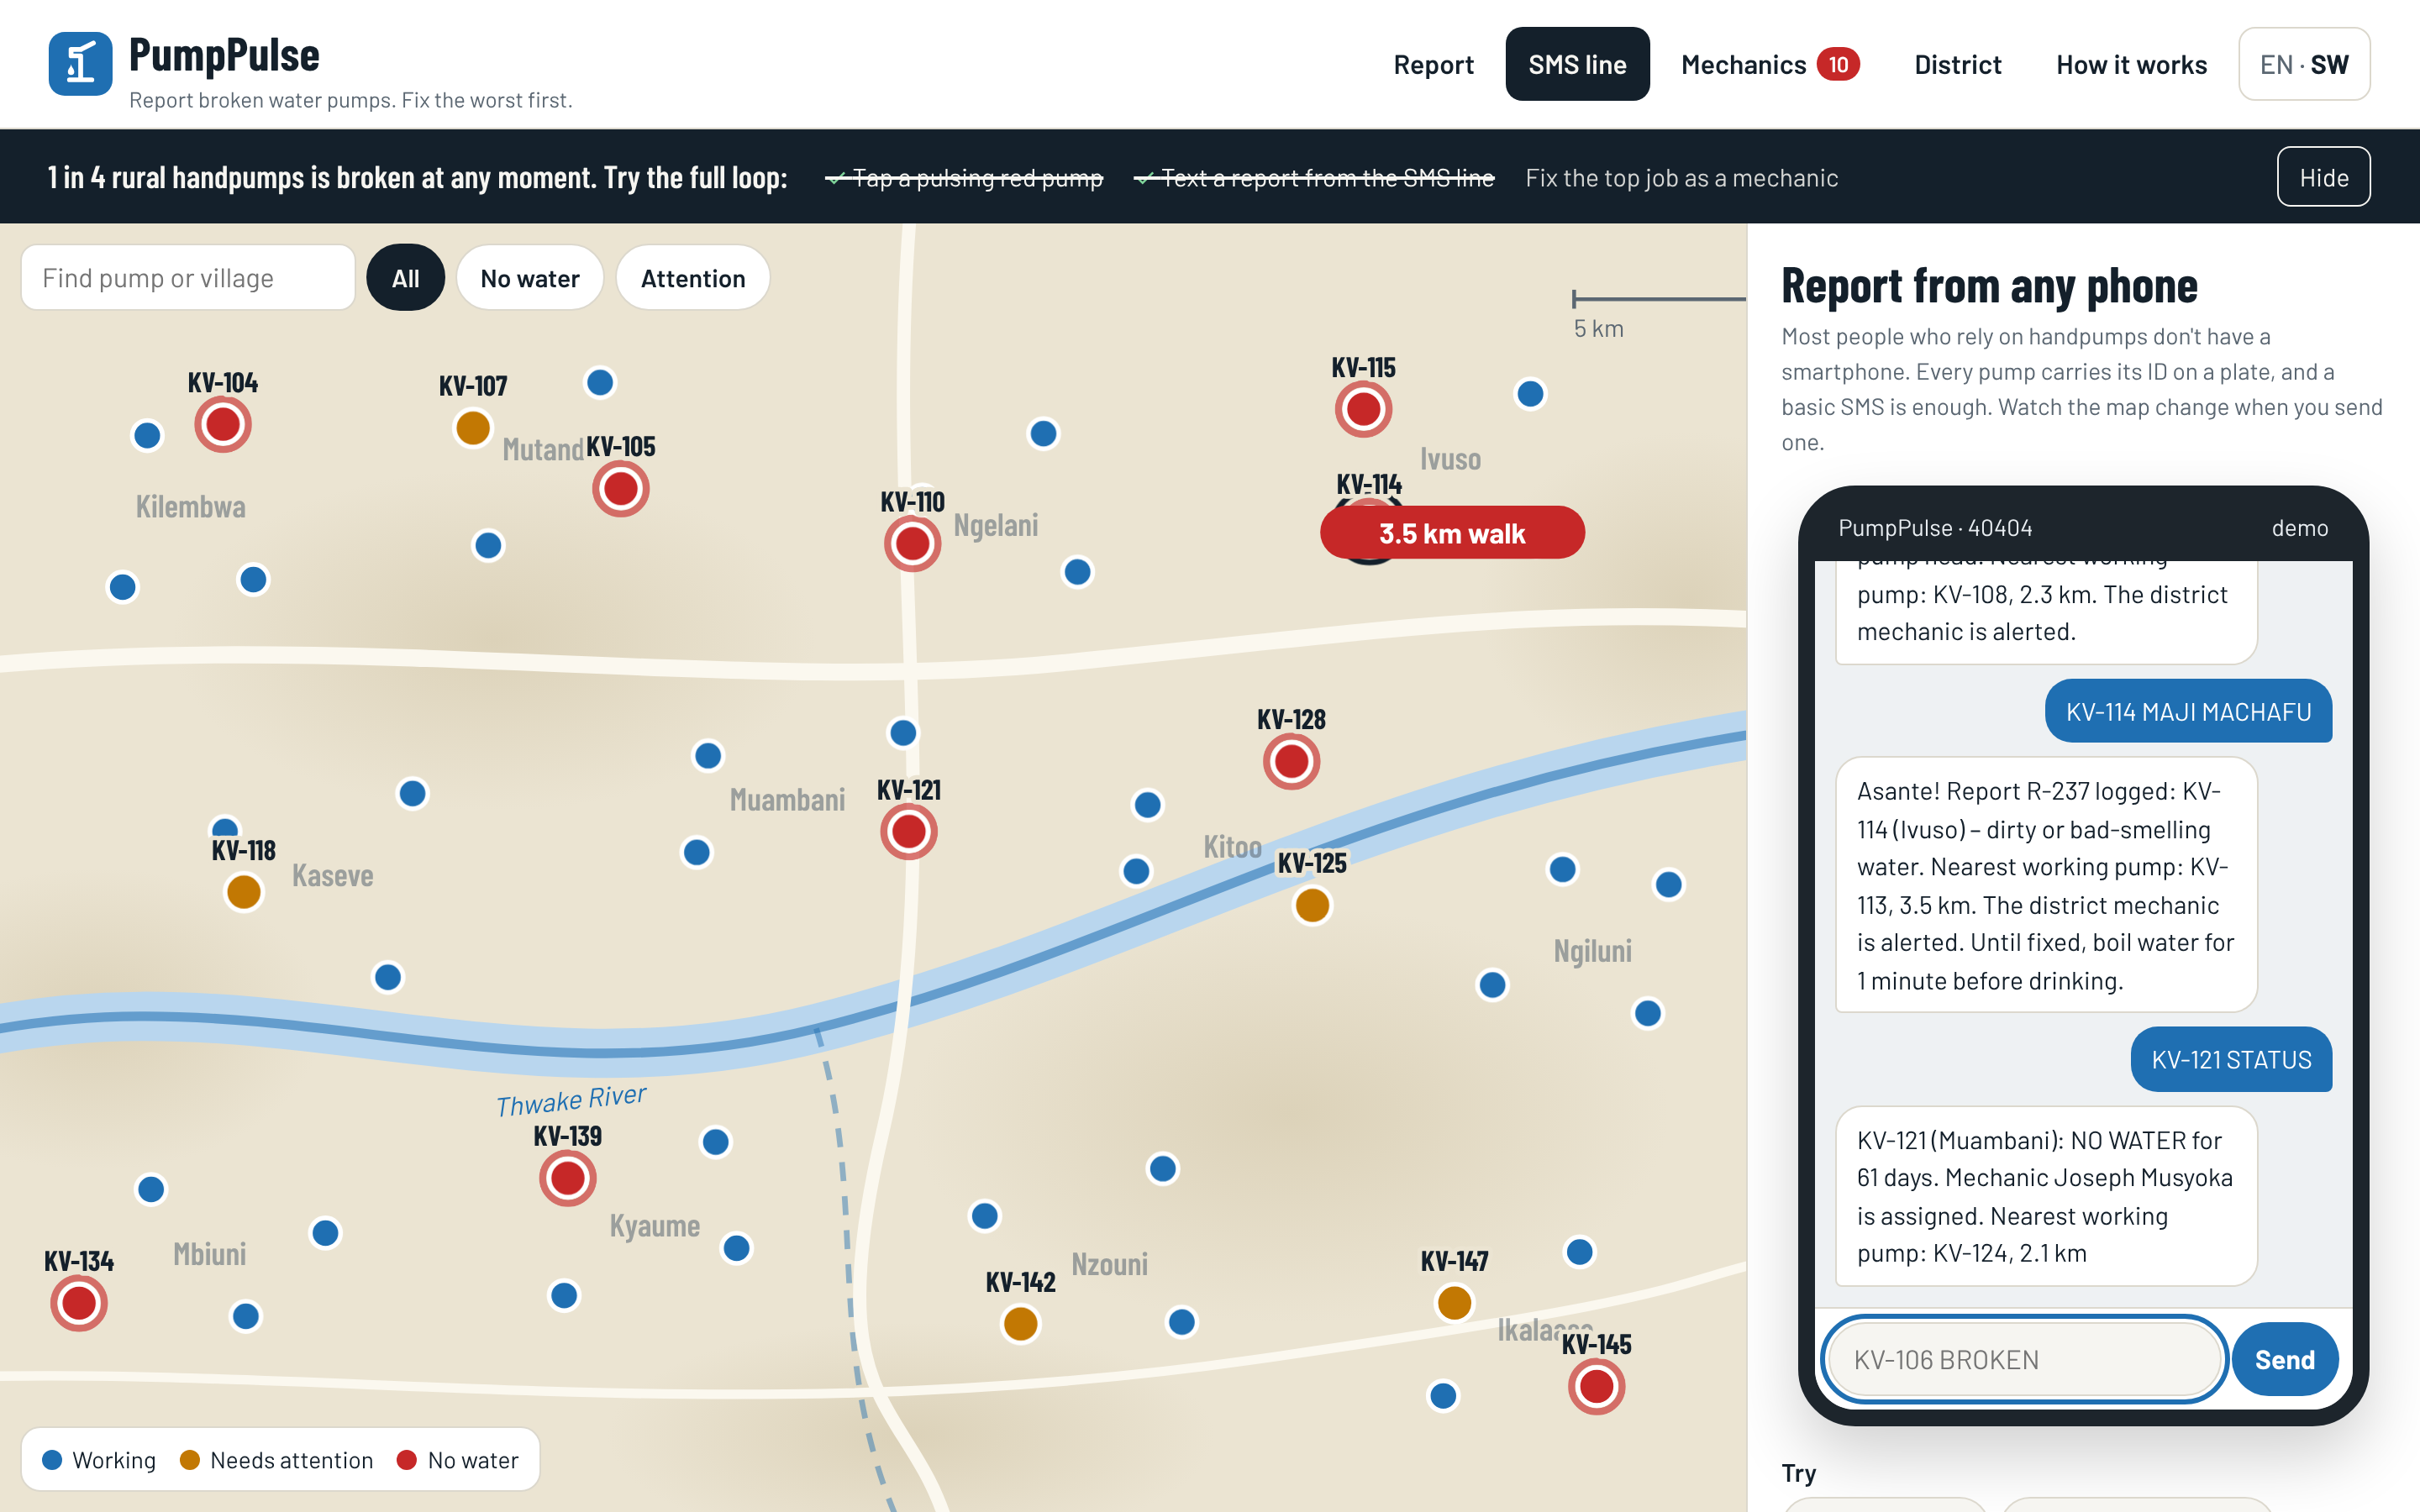 PumpPulse
Report broken water pumps. Fix the worst first.
Report
SMS line
Mechanics 10
District
How it works
EN · SW
1 in 4 rural handpumps is broken at any moment. Try the full loop:
✓ Tap a pulsing red pump
✓ Text a report from the SMS line
Fix the top job as a mechanic
Hide
Find pump or village
All
No water
Attention
5 km
KV-104
KV-107
KV-115
Mutand
KV-105
Ivuso
KV-114
Kilembwa
KV-110
Ngelani
3.5 km walk
KV-128
Muambani
KV-121
Kitoo
KV-118
KV-125
Kaseve
Ngiluni
Thwake River
KV-139
Kyaume
Mbiuni
KV-134
Nzouni
KV-142
KV-147
KV-145
Working
Needs attention
No water
Report from any phone
Most people who rely on handpumps don't have a
smartphone. Every pump carries its ID on a plate, and a
basic SMS is enough. Watch the map change when you send
one.
PumpPulse · 40404
demo
pump head. Nearest working
pump: KV-108, 2.3 km. The district
mechanic is alerted.
KV-114 MAJI MACHAFU
Asante! Report R-237 logged: KV-
114 (Ivuso) – dirty or bad-smelling
water. Nearest working pump: KV-
113, 3.5 km. The district mechanic
is alerted. Until fixed, boil water for
1 minute before drinking.
KV-121 STATUS
KV-121 (Muambani): NO WATER for
61 days. Mechanic Joseph Musyoka
is assigned. Nearest working
pump: KV-124, 2.1 km
KV-106 BROKEN
Send
Try